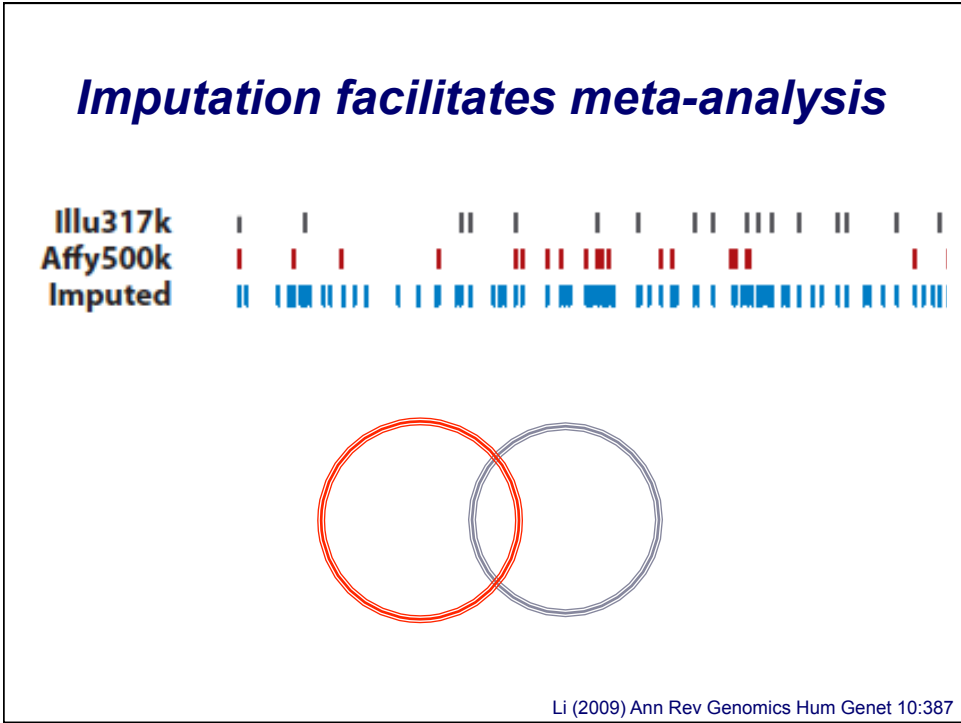 Imputation facilitates meta-analysis
Illu317k
Affy500k
Imputed
Li (2009) Ann Rev Genomics Hum Genet 10:387